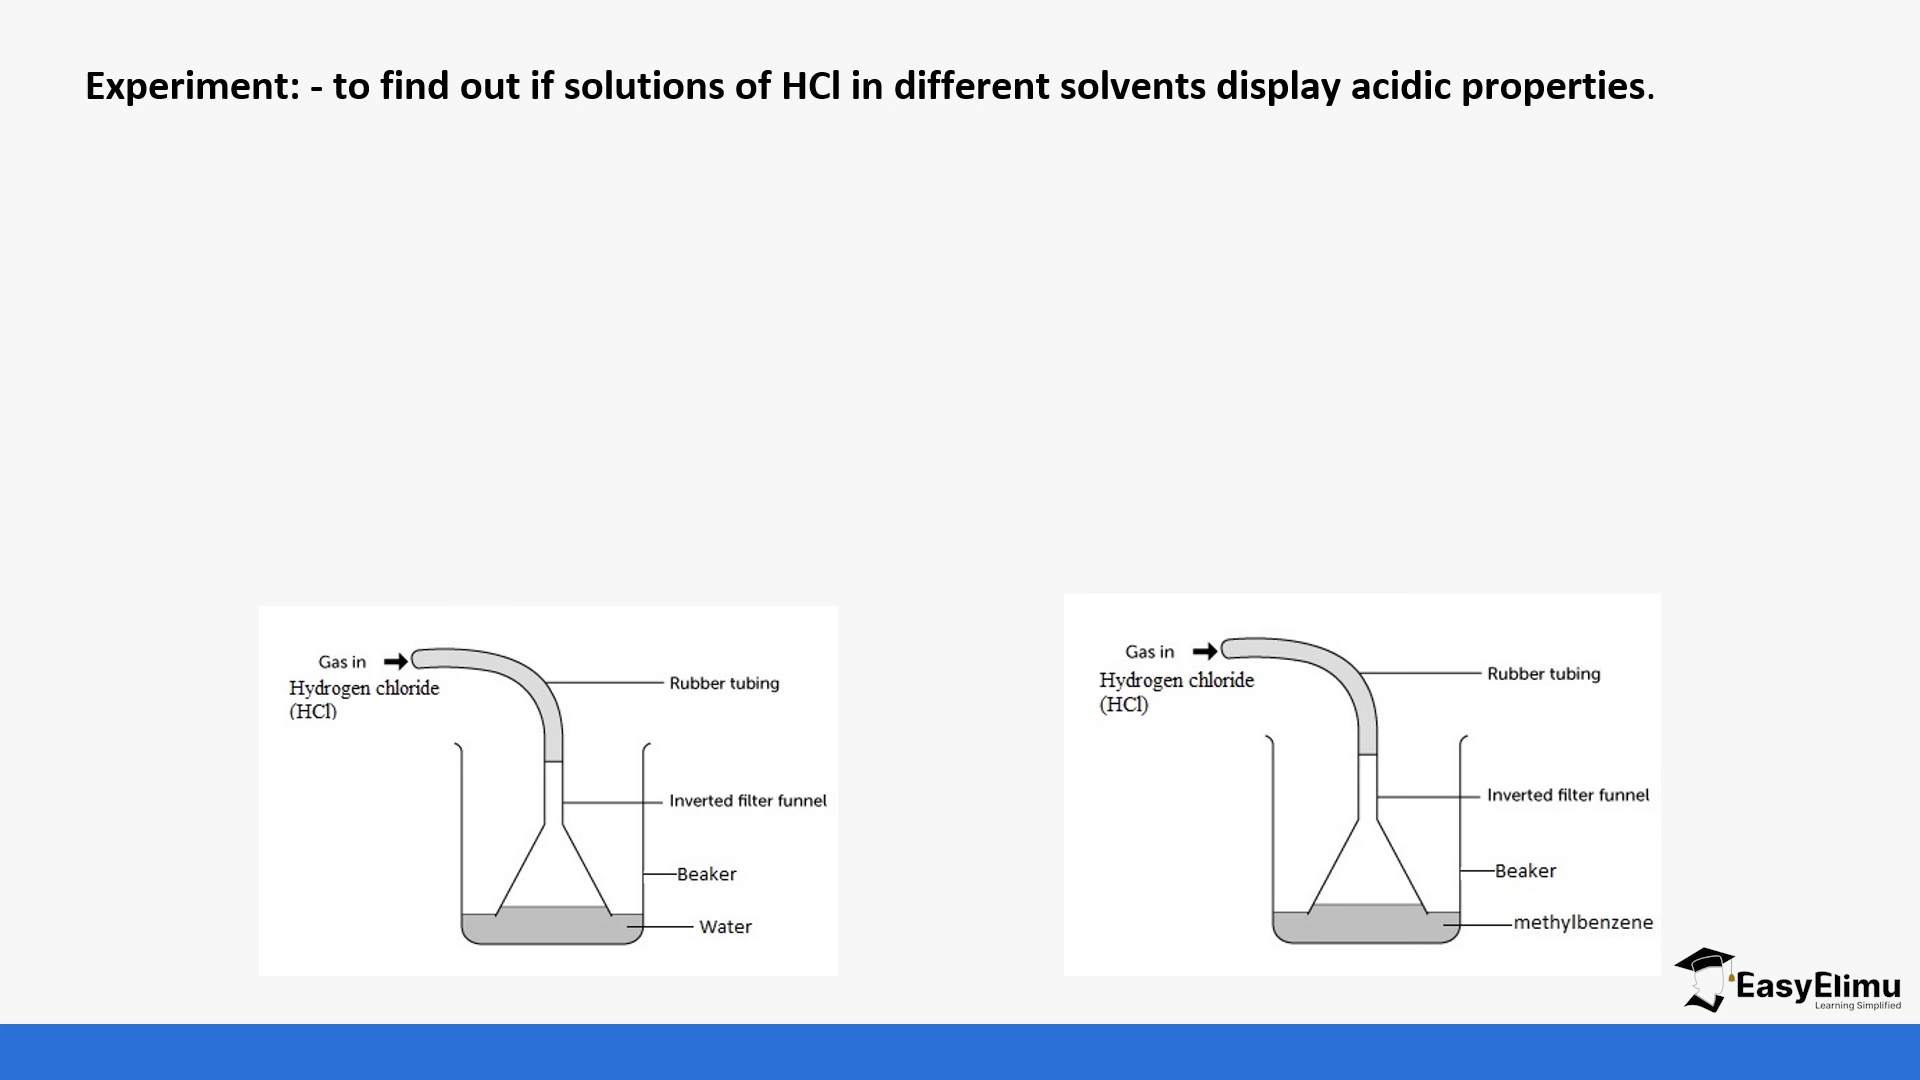 Experiment: - to find out if solutions of HCl in different solvents display acidic properties.
Gas in
Hydrogen chloride
(HCl)
Rubber tubing
Inverted filter funnel
Beaker
Water
Gas in
Hydrogen chloride
(HCl)
Rubber tubing
Inverted filter funnel
Beaker
methylbenzene
EasyElimu
Learning Simplified